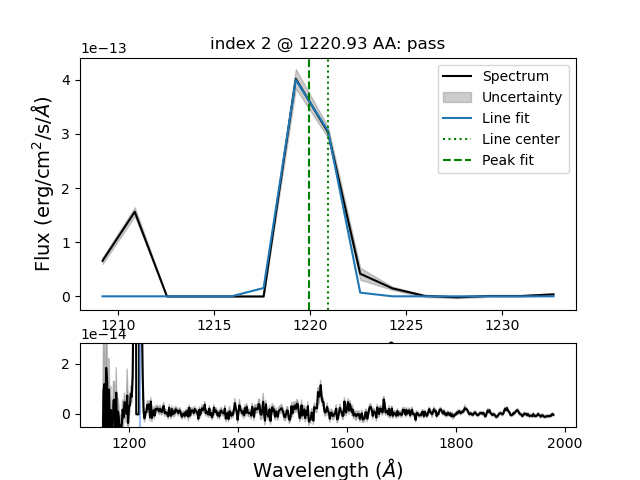 index 2 @ 1220.93 AA: pass
1e−13
Flux (erg/cm²/s/Å)
4
3
2
1
0
Spectrum
Uncertainty
Line fit
Line center
Peak fit
1210 1215 1220 1225 1230
1e−14
2
0
1200 1400 1600 1800 2000
Wavelength (Å)